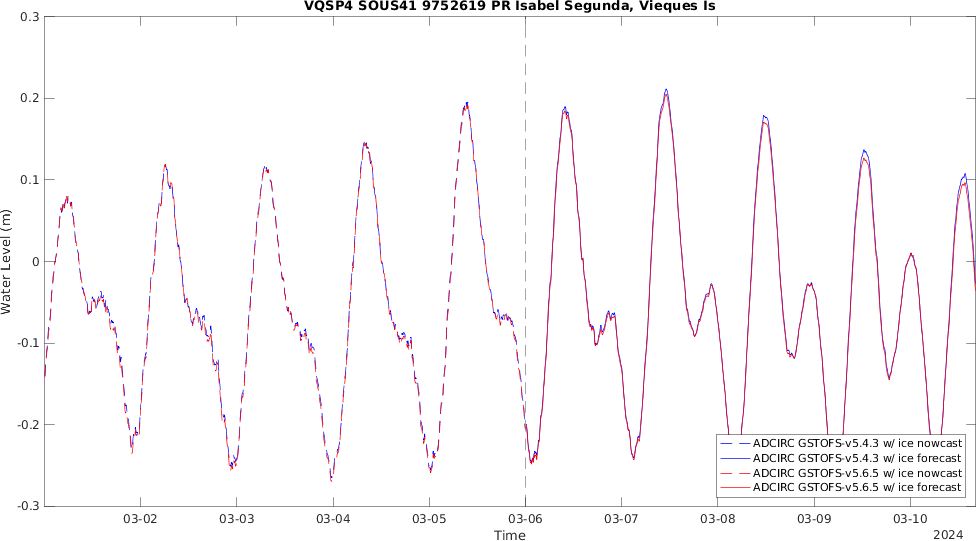 VQSP4 SOUS41 9752619 PR Isabel Segunda, Vieques Is
0.3
0.2
0.1
0
-0.1
-0.2
-0.3
Water Level (m)
ADCIRC GSTOFS-v5.4.3 w/ ice nowcast
ADCIRC GSTOFS-v5.4.3 w/ ice forecast
ADCIRC GSTOFS-v5.6.5 w/ ice nowcast
ADCIRC GSTOFS-v5.6.5 w/ ice forecast
03-02 03-03 03-04 03-05 03-06 03-07 03-08 03-09 03-10
Time
2024